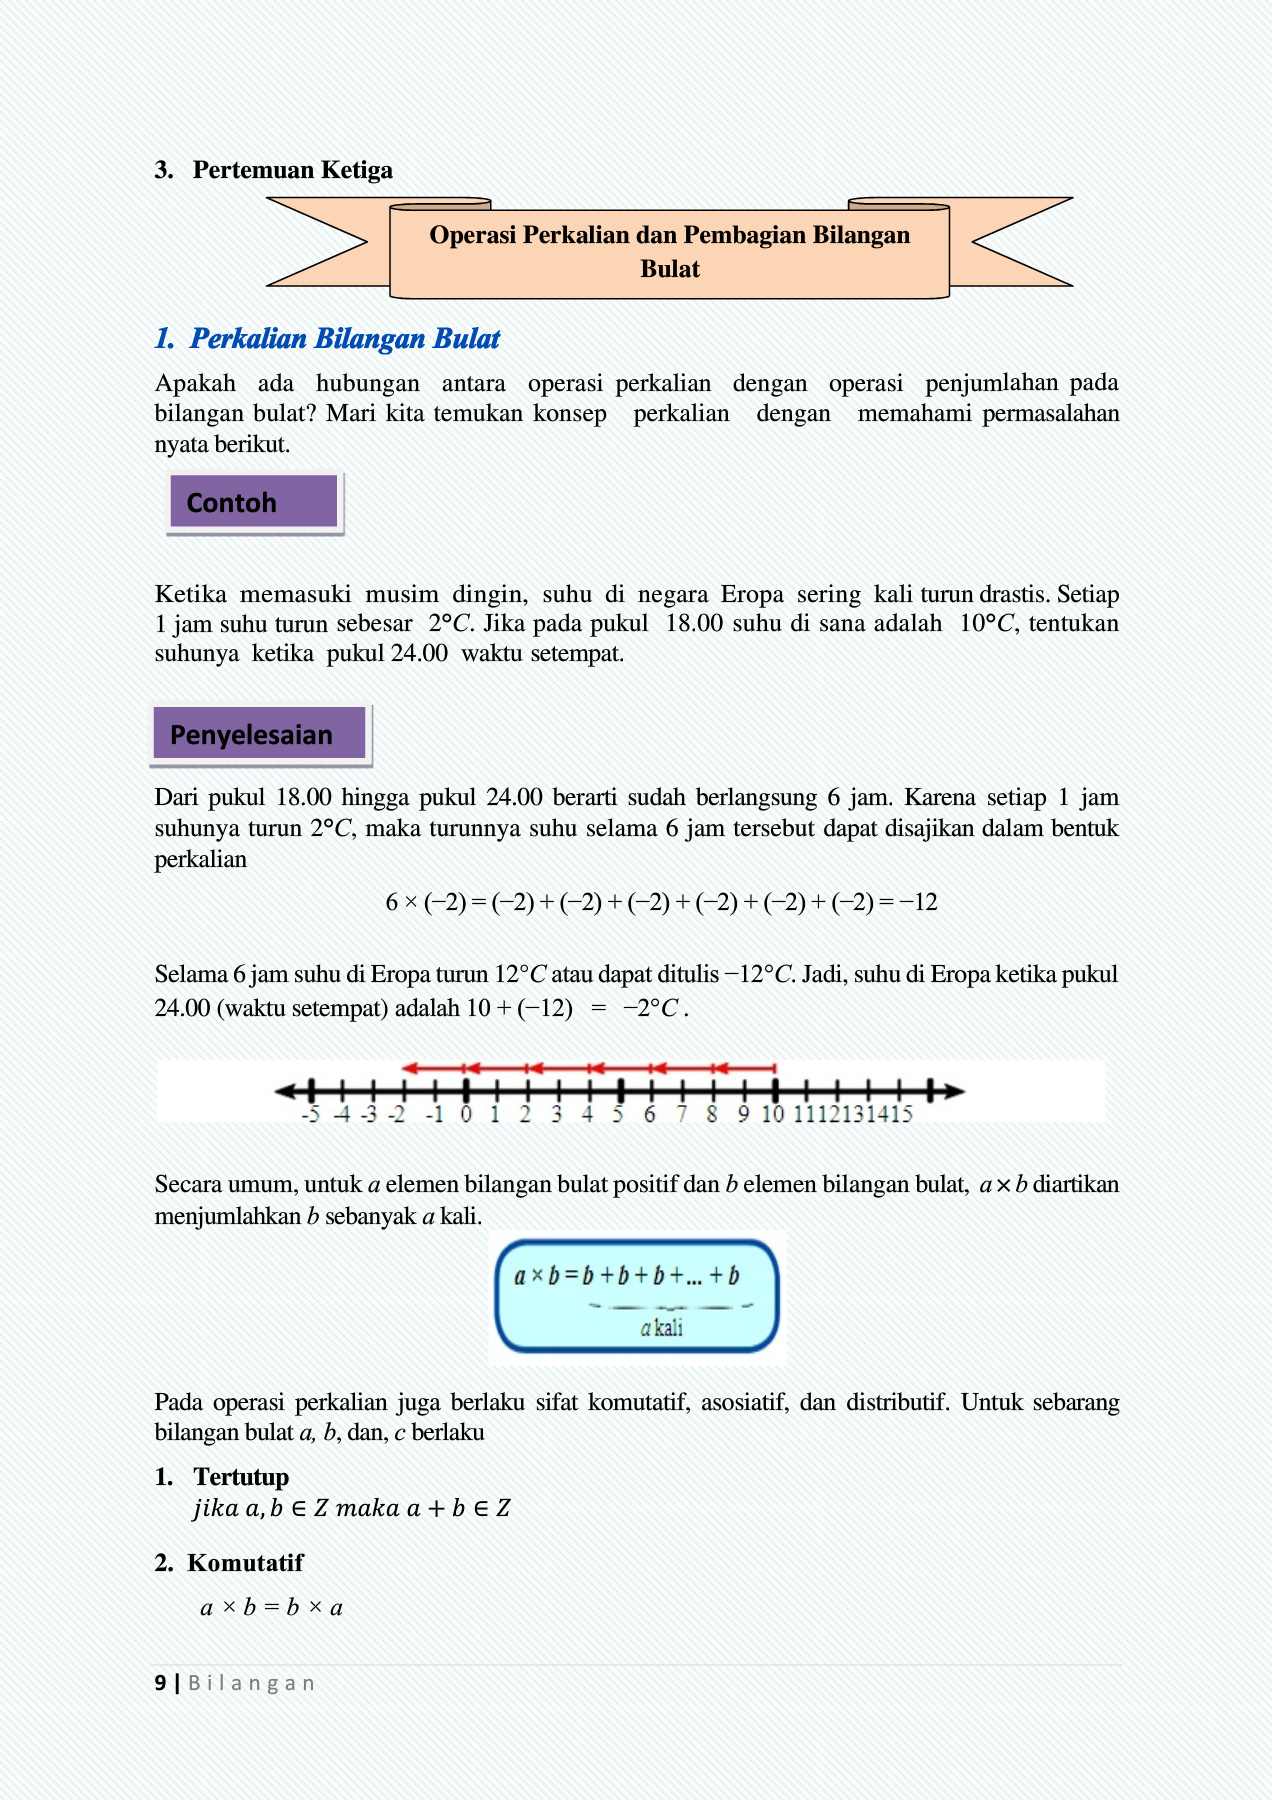 3. Pertemuan Ketiga
Operasi Perkalian dan Pembagian Bilangan
Bulat
1. Perkalian Bilangan Bulat
Apakah ada hubungan antara operasi perkalian dengan operasi penjumlahan pada
bilangan bulat? Mari kita temukan konsep perkalian dengan memahami permasalahan
nyata berikut.
Contoh
Ketika memasuki musim dingin, suhu di negara Eropa sering kali turun drastis. Setiap
1 jam suhu turun sebesar 2°C. Jika pada pukul 18.00 suhu di sana adalah 10°C, tentukan
suhunya ketika pukul 24.00 waktu setempat.
Penyelesaian
Dari pukul 18.00 hingga pukul 24.00 berarti sudah berlangsung 6 jam. Karena setiap 1 jam
suhunya turun 2°C, maka turunnya suhu selama 6 jam tersebut dapat disajikan dalam bentuk
perkalian
6 × (−2) = (−2) + (−2) + (−2) + (−2) + (−2) + (−2) = −12
Selama 6 jam suhu di Eropa turun 12°C atau dapat ditulis −12°C. Jadi, suhu di Eropa ketika pukul
24.00 (waktu setempat) adalah 10 + (−12) = −2°C .
-5 -4 -3 -2 -1 0 1 2 3 4 5 6 7 8 9 10 11 12 13 14 15
Secara umum, untuk a elemen bilangan bulat positif dan b elemen bilangan bulat, a × b diartikan
menjumlahkan b sebanyak a kali.
a × b = b + b + b + ... + b
a kali
Pada operasi perkalian juga berlaku sifat komutatif, asosiatif, dan distributif. Untuk sebarang
bilangan bulat a, b, dan, c berlaku
1. Tertutup
jika a, b ∈ Z maka a + b ∈ Z
2. Komutatif
a × b = b × a
9 | Bilangan